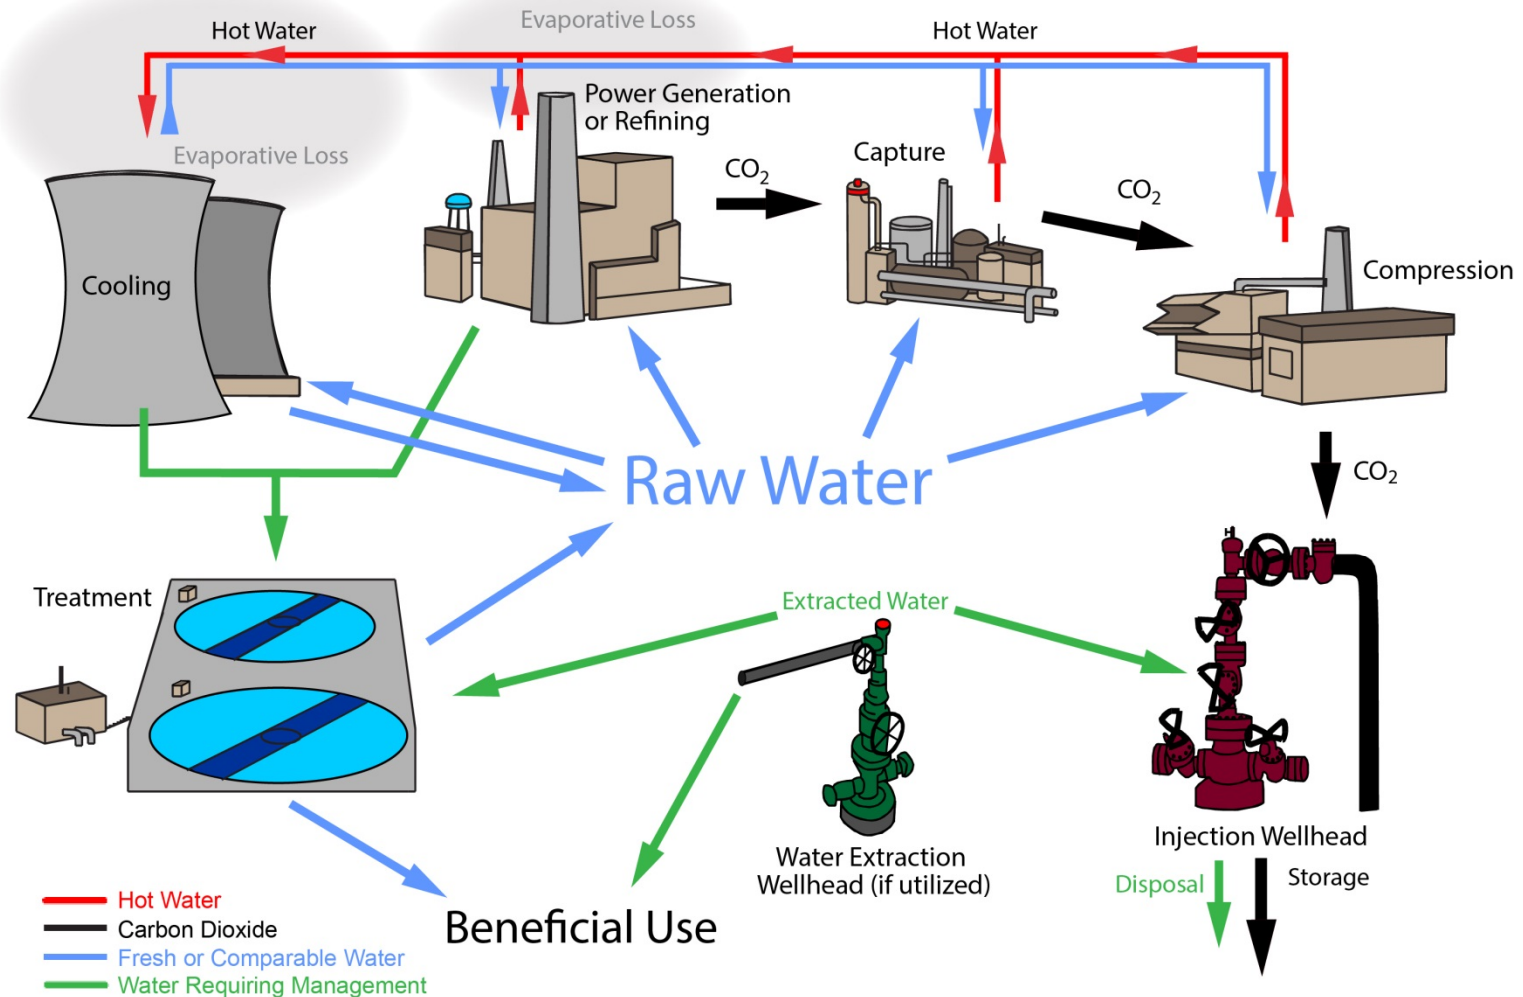 Evaporative Loss
Hot Water
Hot Water
Power Generation
or Refining
Evaporative Loss
Capture
CO₂
CO₂
Cooling
Compression
Raw Water
CO₂
Treatment
Extracted Water
Water Extraction
Wellhead (if utilized)
Injection Wellhead
Disposal
Storage
Beneficial Use
Hot Water
Carbon Dioxide
Fresh or Comparable Water
Water Requiring Management